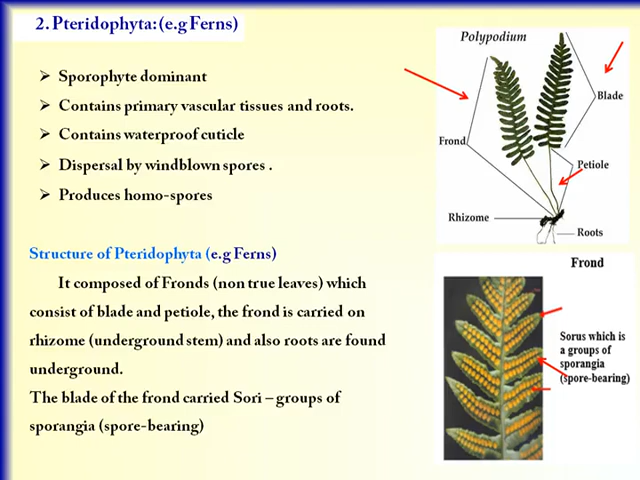 2. Pteridophyta: (e.g Ferns)
Sporophyte dominant
Contains primary vascular tissues and roots.
Contains waterproof cuticle
Dispersal by windblown spores .
Produces homo-spores
Structure of Pteridophyta (e.g Ferns)
It composed of Fronds (non true leaves) which
consist of blade and petiole, the frond is carried on
rhizome (underground stem) and also roots are found
underground.
The blade of the frond carried Sori – groups of
sporangia (spore-bearing)
Polypodium
Blade
Frond
Petiole
Rhizome
Roots
Frond
Sorus which is
a groups of
sporangia
(spore-bearing)